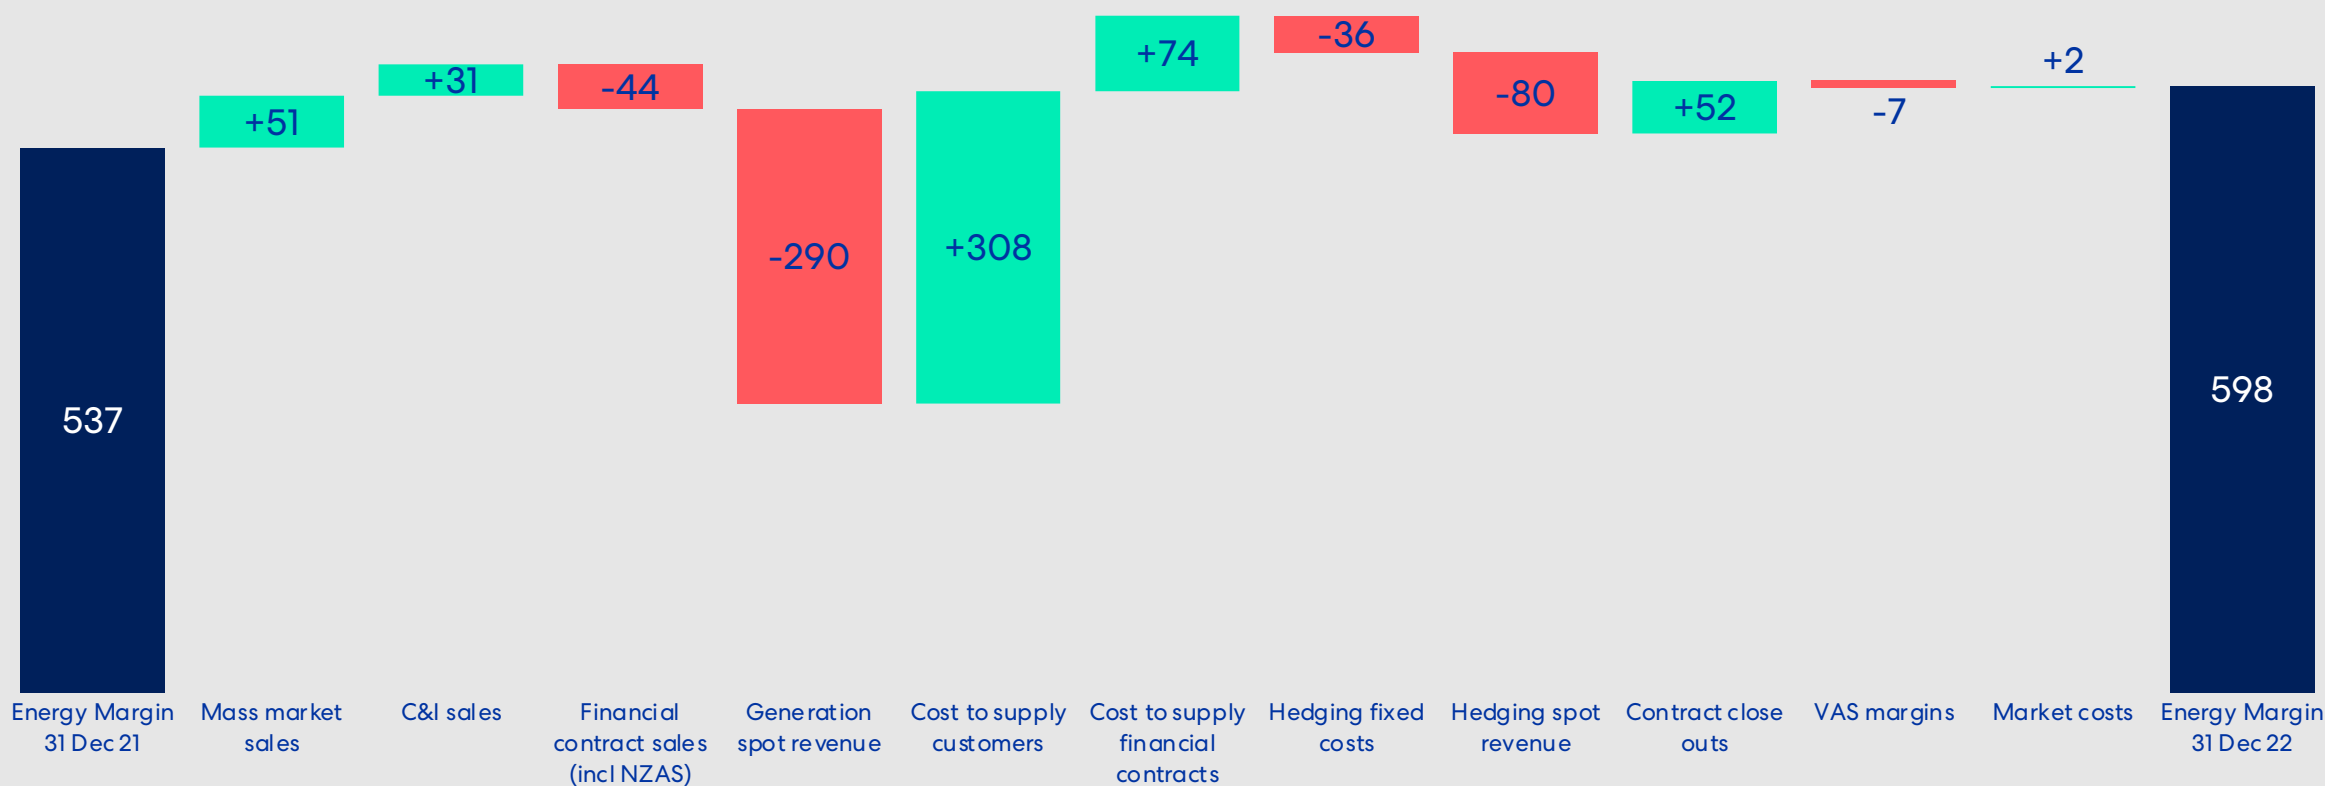 +2
+74
-36
+31
-44
-80
+52
-7
+51
-290
+308
537
598
Energy Margin
31 Dec 21
Mass market
sales
C&I sales
Financial
contract sales
(incl NZAS)
Generation
spot revenue
Cost to supply
customers
Cost to supply
financial
contracts
Hedging fixed
costs
Hedging spot
revenue
Contract close
outs
VAS margins
Market costs
Energy Margin
31 Dec 22